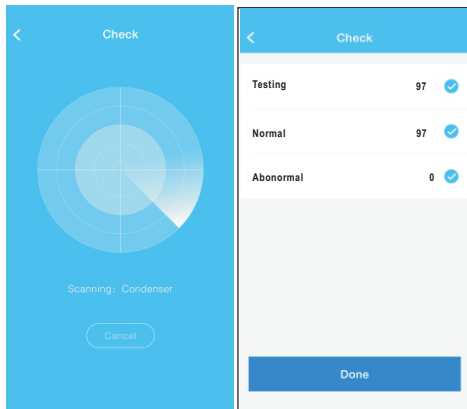 Check
Scanning: Condenser
Cancel
Check
Testing 97
Normal 97
Abonormal 0
Done